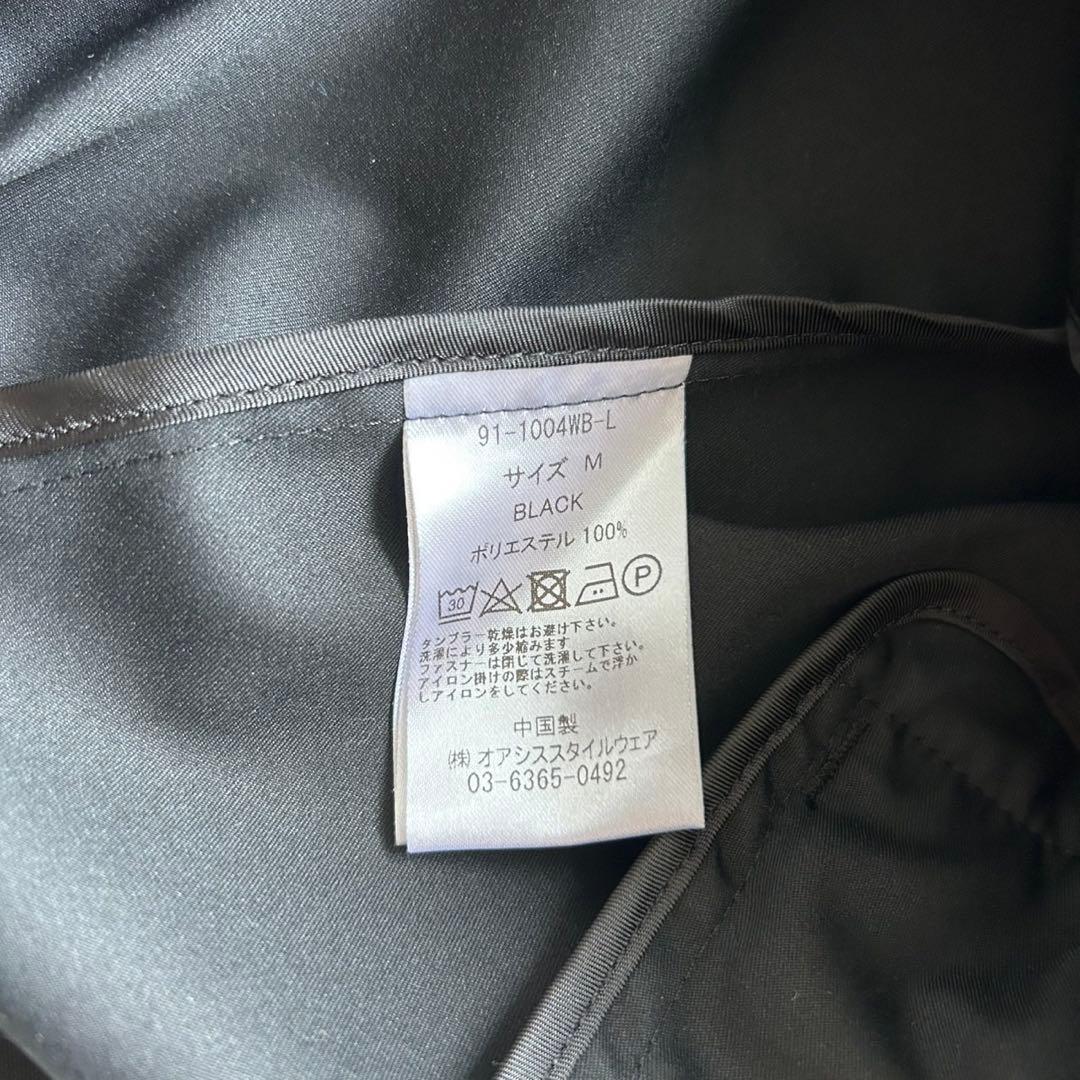 91-1004WB-L
サイズ M
BLACK
ポリエステル 100%
30 P
タンブラー乾燥はお避け下さい。
洗濯により多少縮みます
ファスナーは閉じて洗濯して下さい。
アイロン掛けの際はスチームで浮か
しアイロンをしてください。
中国製
(株)オアシススタイルウェア
03-6365-0492